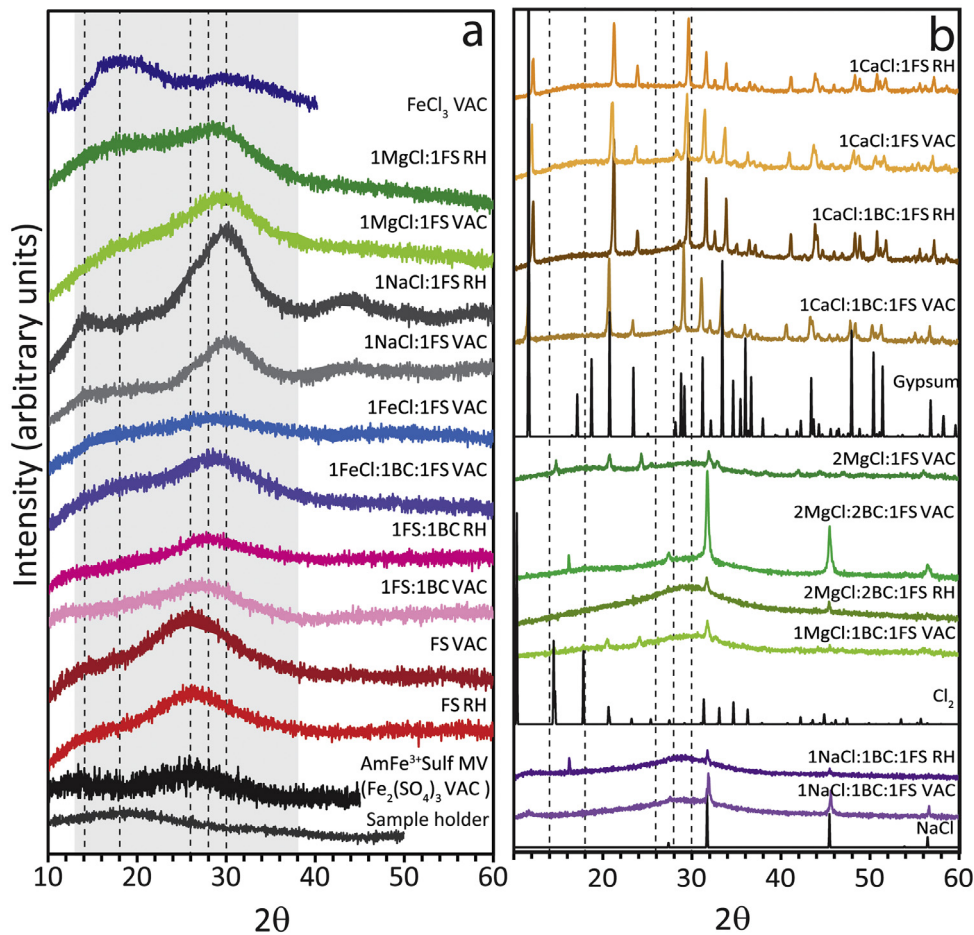 a
FeCl₃ VAC
1MgCl:1FS RH
1MgCl:1FS VAC
1NaCl:1FS RH
1NaCl:1FS VAC
1FeCl:1FS VAC
1FeCl:1BC:1FS VAC
1FS:1BC RH
1FS:1BC VAC
FS VAC
FS RH
AmFe³⁺Sulf MV
(Fe₂(SO₄)₃ VAC )
Sample holder
Intensity (arbitrary units)
10 20 30 40 50 60
2θ
b
1CaCl:1FS RH
1CaCl:1FS VAC
1CaCl:1BC:1FS RH
1CaCl:1BC:1FS VAC
Gypsum
2MgCl:1FS VAC
2MgCl:2BC:1FS VAC
2MgCl:2BC:1FS RH
1MgCl:1BC:1FS VAC
Cl₂
1NaCl:1BC:1FS RH
1NaCl:1BC:1FS VAC
NaCl
20 30 40 50 60
2θ